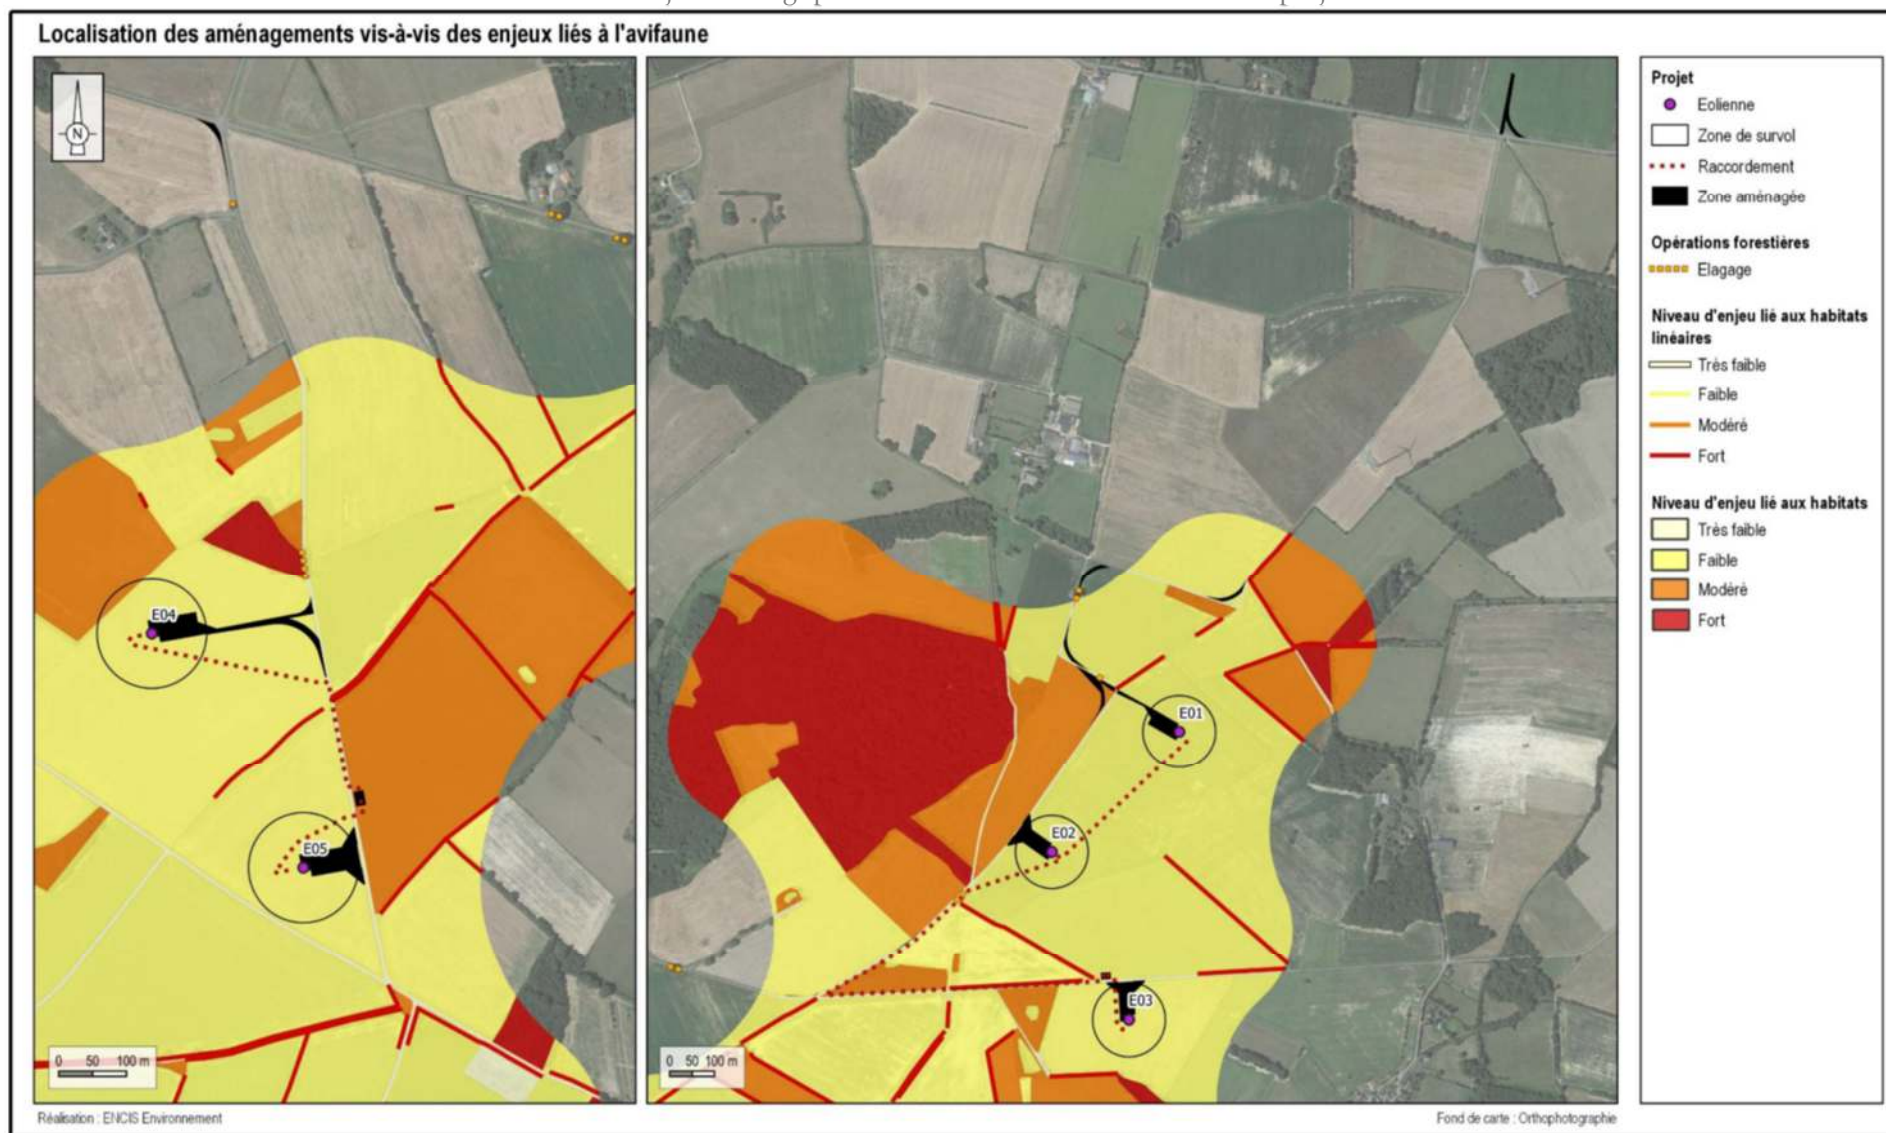 Localisation des aménagements vis-à-vis des enjeux liés à l'avifaune
N
E04
E05
0 50 100 m
E01
E02
E03
0 50 100 m
Projet
Eolienne
Zone de survol
Raccordement
Zone aménagée
Opérations forestières
Elagage
Niveau d'enjeu lié aux habitats
linéaires
Très faible
Faible
Modéré
Fort
Niveau d'enjeu lié aux habitats
Très faible
Faible
Modéré
Fort
Réalisation : ENCIS Environnement
Fond de carte : Orthophotographie